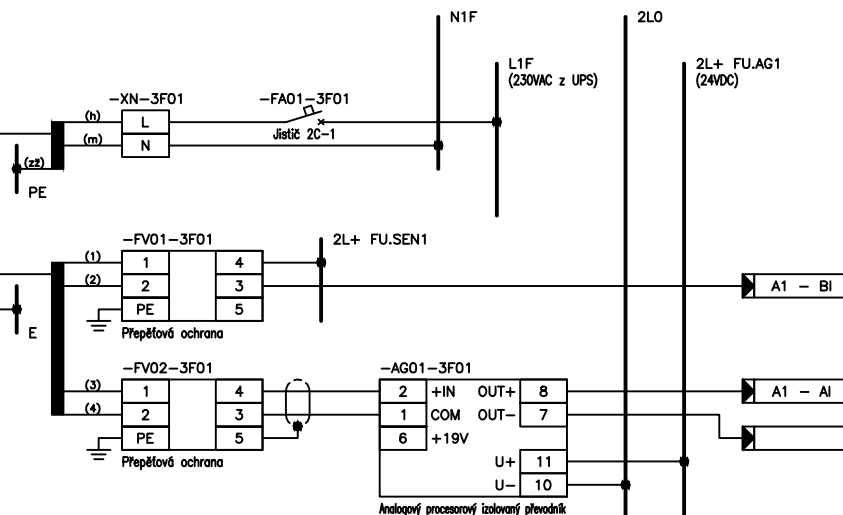 N1F
2L0
L1F
(230VAC z UPS)
2L+ FU.AG1
(24VDC)
-XN-3F01
-FA01-3F01
(h)
L
Jistič 2C-1
(m)
N
(zž)
PE
-FV01-3F01
2L+ FU.SEN1
(1)
1
4
(2)
2
3
A1 - BI
PE
5
E
Přepěťová ochrana
-FV02-3F01
-AG01-3F01
(3)
1
4
2
+IN
OUT+
8
A1 - AI
(4)
2
3
1
COM
OUT-
7
PE
5
6
+19V
Přepěťová ochrana
U+
11
U-
10
Analogový procesorový izolovaný převodník